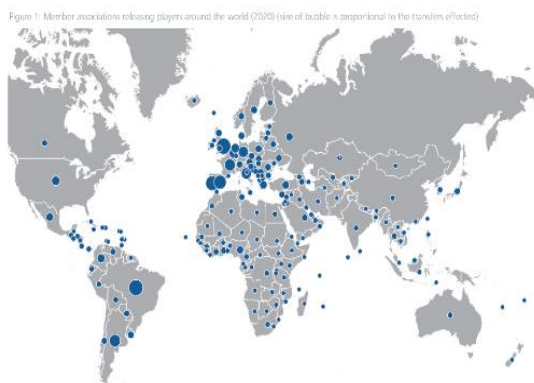 Figure 1: Member associations releasing players around the world (2020) (size of bubble is proportional to the transfers effected)